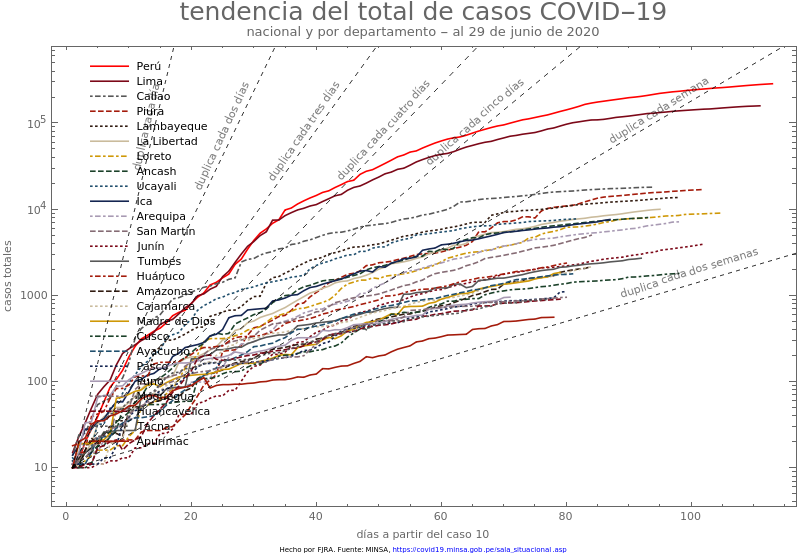 tendencia del total de casos COVID–19
nacional y por departamento – al 29 de junio de 2020
Perú
Lima
Callao
Piura
Lambayeque
La Libertad
Loreto
Ancash
Ucayali
Ica
Arequipa
San Martín
Junín
Tumbes
Huánuco
Amazonas
Cajamarca
Madre de Dios
Cusco
Ayacucho
Pasco
Puno
Moquegua
Huancavelica
Tacna
Apurímac
duplica cada dos días
duplica cada tres días
duplica cada cuatro días
duplica cada cinco días
duplica cada semana
duplica cada dos semanas
casos totales
10^5
10^4
1000
100
10
0 20 40 60 80 100
días a partir del caso 10
Hecho por FJRA. Fuente: MINSA, https://covid19.minsa.gob.pe/sala_situacional.asp